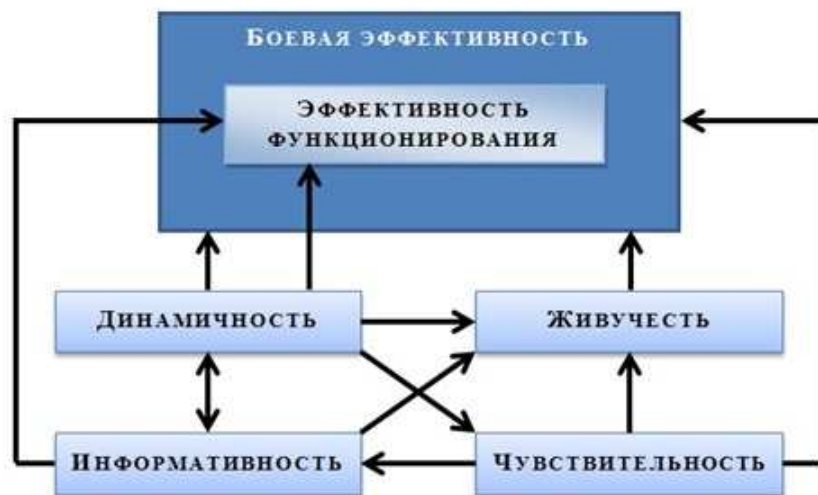 БОЕВАЯ ЭФФЕКТИВНОСТЬ
ЭФФЕКТИВНОСТЬ
ФУНКЦИОНИРОВАНИЯ
ДИНАМИЧНОСТЬ
ЖИВУЧЕСТЬ
ИНФОРМАТИВНОСТЬ
ЧУВСТВИТЕЛЬНОСТЬ